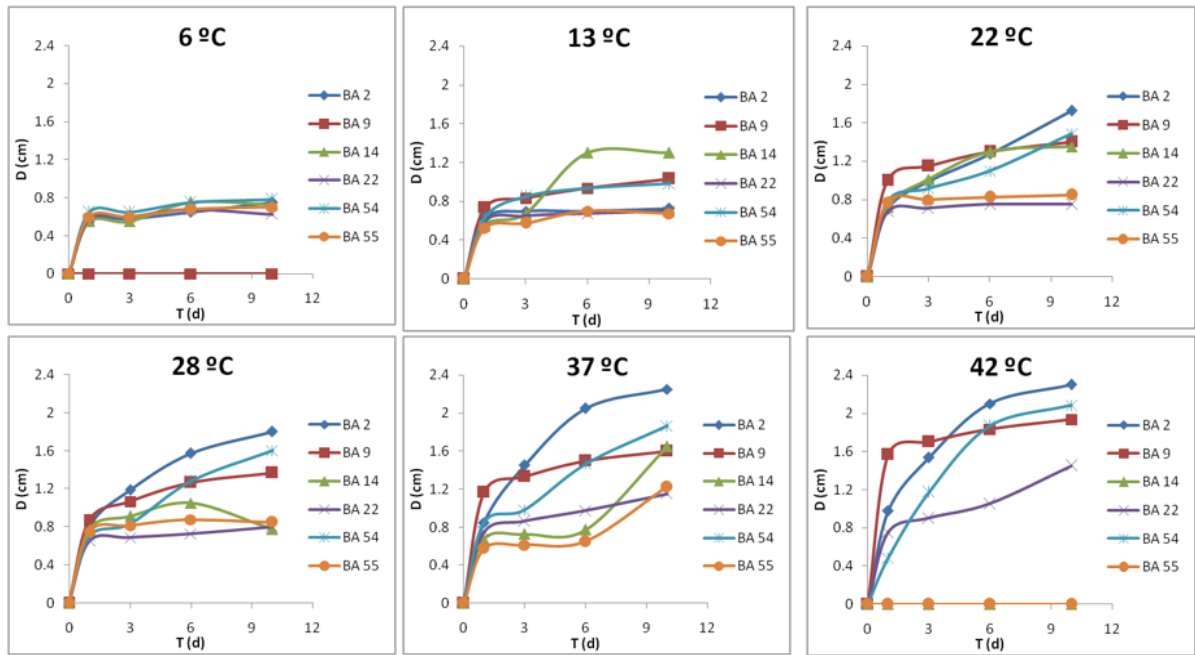 6 ºC
2.4
2
1.6
1.2
0.8
0.4
0
D (cm)
0 3 6 9 12
T (d)
BA 2
BA 9
BA 14
BA 22
BA 54
BA 55
13 ºC
2.4
2
1.6
1.2
0.8
0.4
0
D (cm)
0 3 6 9 12
T (d)
BA 2
BA 9
BA 14
BA 22
BA 54
BA 55
22 ºC
2.4
2
1.6
1.2
0.8
0.4
0
D (cm)
0 3 6 9 12
T (d)
BA 2
BA 9
BA 14
BA 22
BA 54
BA 55
28 ºC
2.4
2
1.6
1.2
0.8
0.4
0
D (cm)
0 3 6 9 12
T (d)
BA 2
BA 9
BA 14
BA 22
BA 54
BA 55
37 ºC
2.4
2
1.6
1.2
0.8
0.4
0
D (cm)
0 3 6 9 12
T (d)
BA 2
BA 9
BA 14
BA 22
BA 54
BA 55
42 ºC
2.4
2
1.6
1.2
0.8
0.4
0
D (cm)
0 3 6 9 12
T (d)
BA 2
BA 9
BA 14
BA 22
BA 54
BA 55